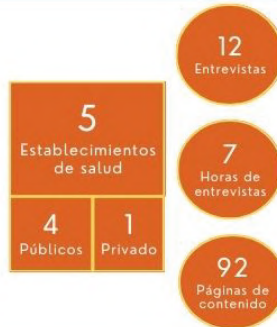 5
Establecimientos
de salud
4
Públicos
1
Privado
12
Entrevistas
7
Horas de
entrevistas
92
Páginas de
contenido